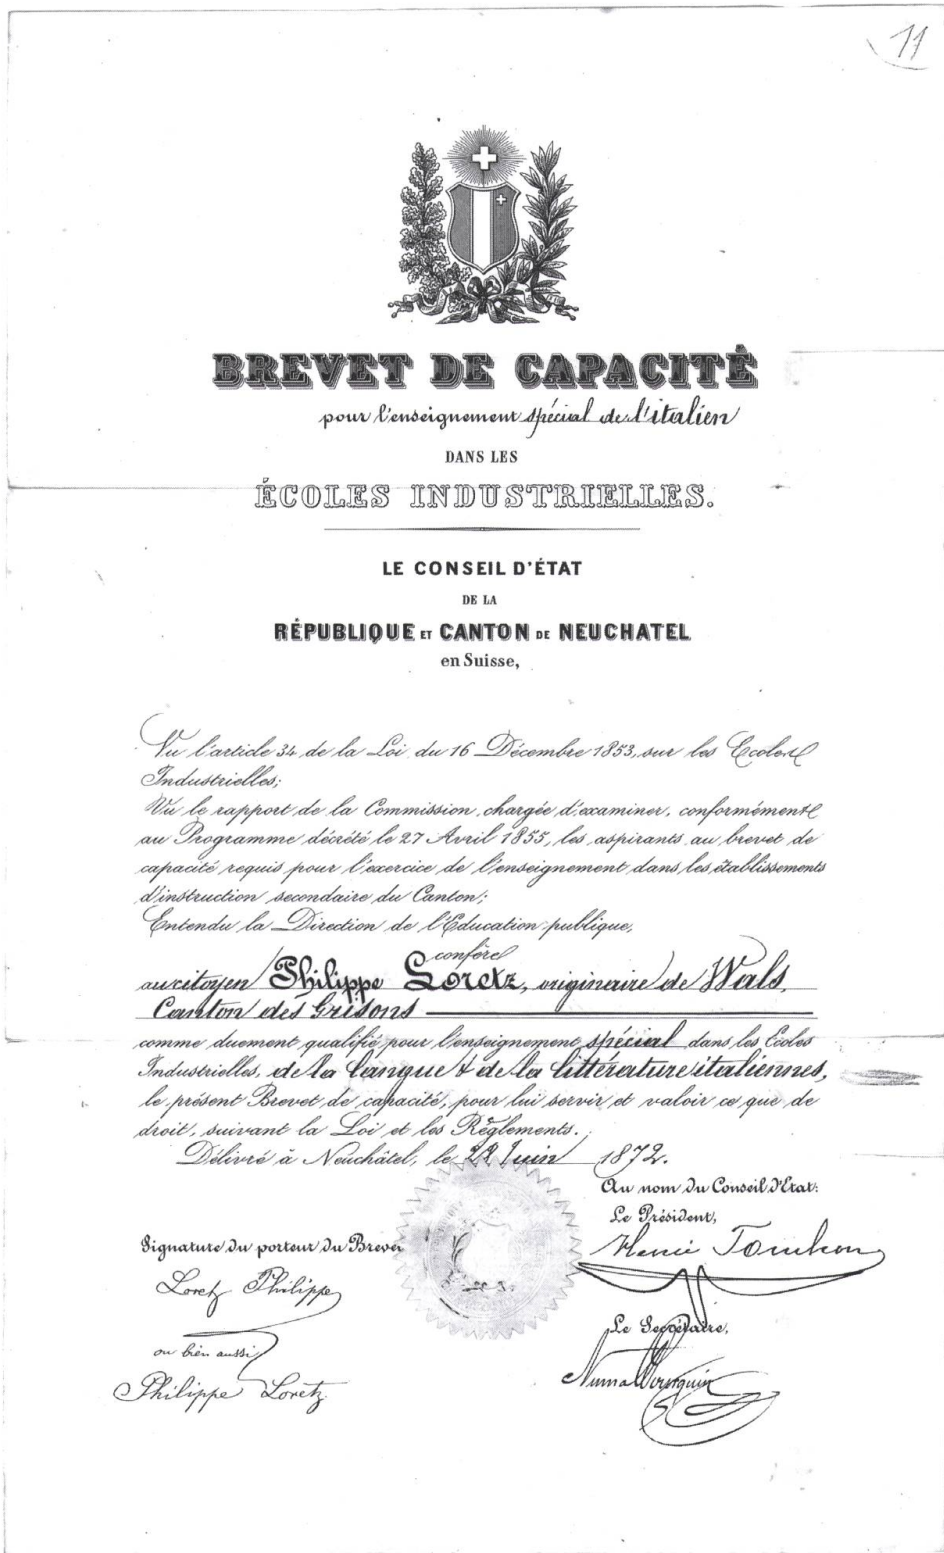 11
BREVET DE CAPACITÉ
pour l'enseignement spécial de l'italien
DANS LES
ÉCOLES INDUSTRIELLES.
LE CONSEIL D'ÉTAT
DE LA
RÉPUBLIQUE ET CANTON DE NEUCHATEL
en Suisse,
Vu l'article 34 de la Loi du 16 Décembre 1853, sur les Ecoles
Industrielles;
Vu le rapport de la Commission, chargée d'examiner, conformément
au Programme décrété le 27 Avril 1855, les aspirants au brevet de
capacité requis pour l'exercice de l'enseignement dans les établissements
d'instruction secondaire du Canton;
Entendu la Direction de l'Education publique,
confère
au citoyen Philippe Loretz, originaire de Wals,
Canton des Grisons
comme duement qualifié pour l'enseignement spécial dans les Ecoles
Industrielles, de la langue & de la littérature italiennes,
le présent Brevet de capacité, pour lui servir et valoir ce que de
droit, suivant la Loi et les Règlements.
Délivré à Neuchâtel, le 22 Juin 1872.
Au nom du Conseil d'Etat:
Le Président,
Signature du porteur du Brevet
Loretz Philippe
Le Secrétaire,
ou bien aussi
Numa
Philippe Loretz